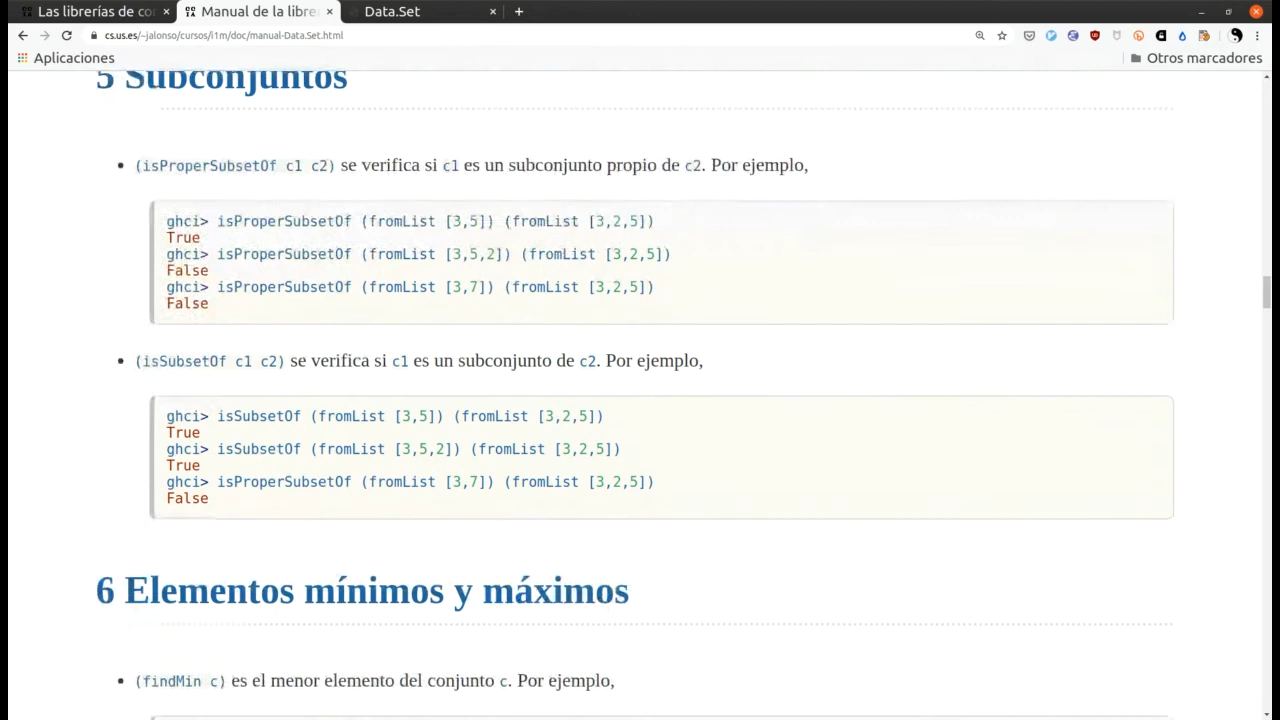 Las librerías de co
Manual de la librer
Data.Set
cs.us.es/~jalonso/cursos/i1m/doc/manual-Data.Set.html
Aplicaciones
Otros marcadores
5 Subconjuntos
(isProperSubsetOf c1 c2) se verifica si c1 es un subconjunto propio de c2. Por ejemplo,
ghci> isProperSubsetOf (fromList [3,5]) (fromList [3,2,5])
True
ghci> isProperSubsetOf (fromList [3,5,2]) (fromList [3,2,5])
False
ghci> isProperSubsetOf (fromList [3,7]) (fromList [3,2,5])
False
(isSubsetOf c1 c2) se verifica si c1 es un subconjunto de c2. Por ejemplo,
ghci> isSubsetOf (fromList [3,5]) (fromList [3,2,5])
True
ghci> isSubsetOf (fromList [3,5,2]) (fromList [3,2,5])
True
ghci> isProperSubsetOf (fromList [3,7]) (fromList [3,2,5])
False
6 Elementos mínimos y máximos
(findMin c) es el menor elemento del conjunto c. Por ejemplo,